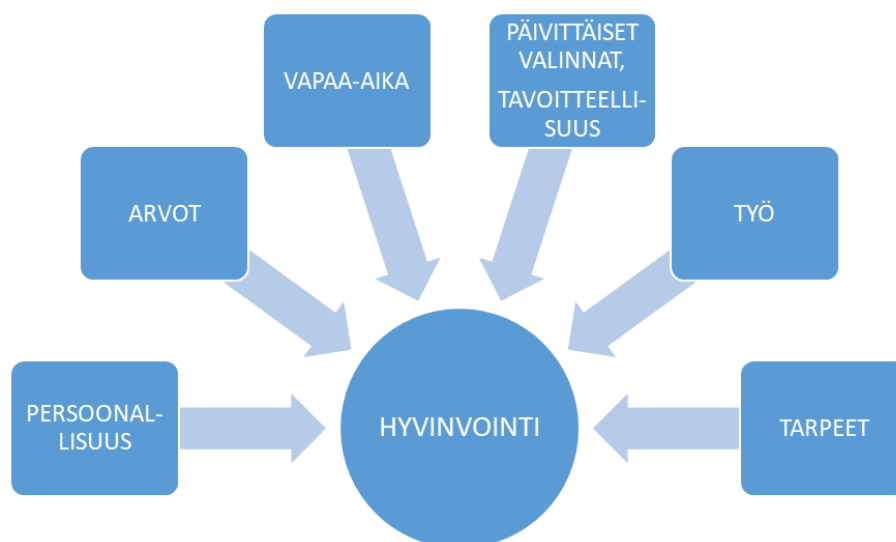 PÄIVITTÄISET
VALINNAT,
TAVOITTEELLI-
SUUS
VAPAA-AIKA
ARVOT
TYÖ
PERSOONAL-
LISUUS
HYVINVOINTI
TARPEET